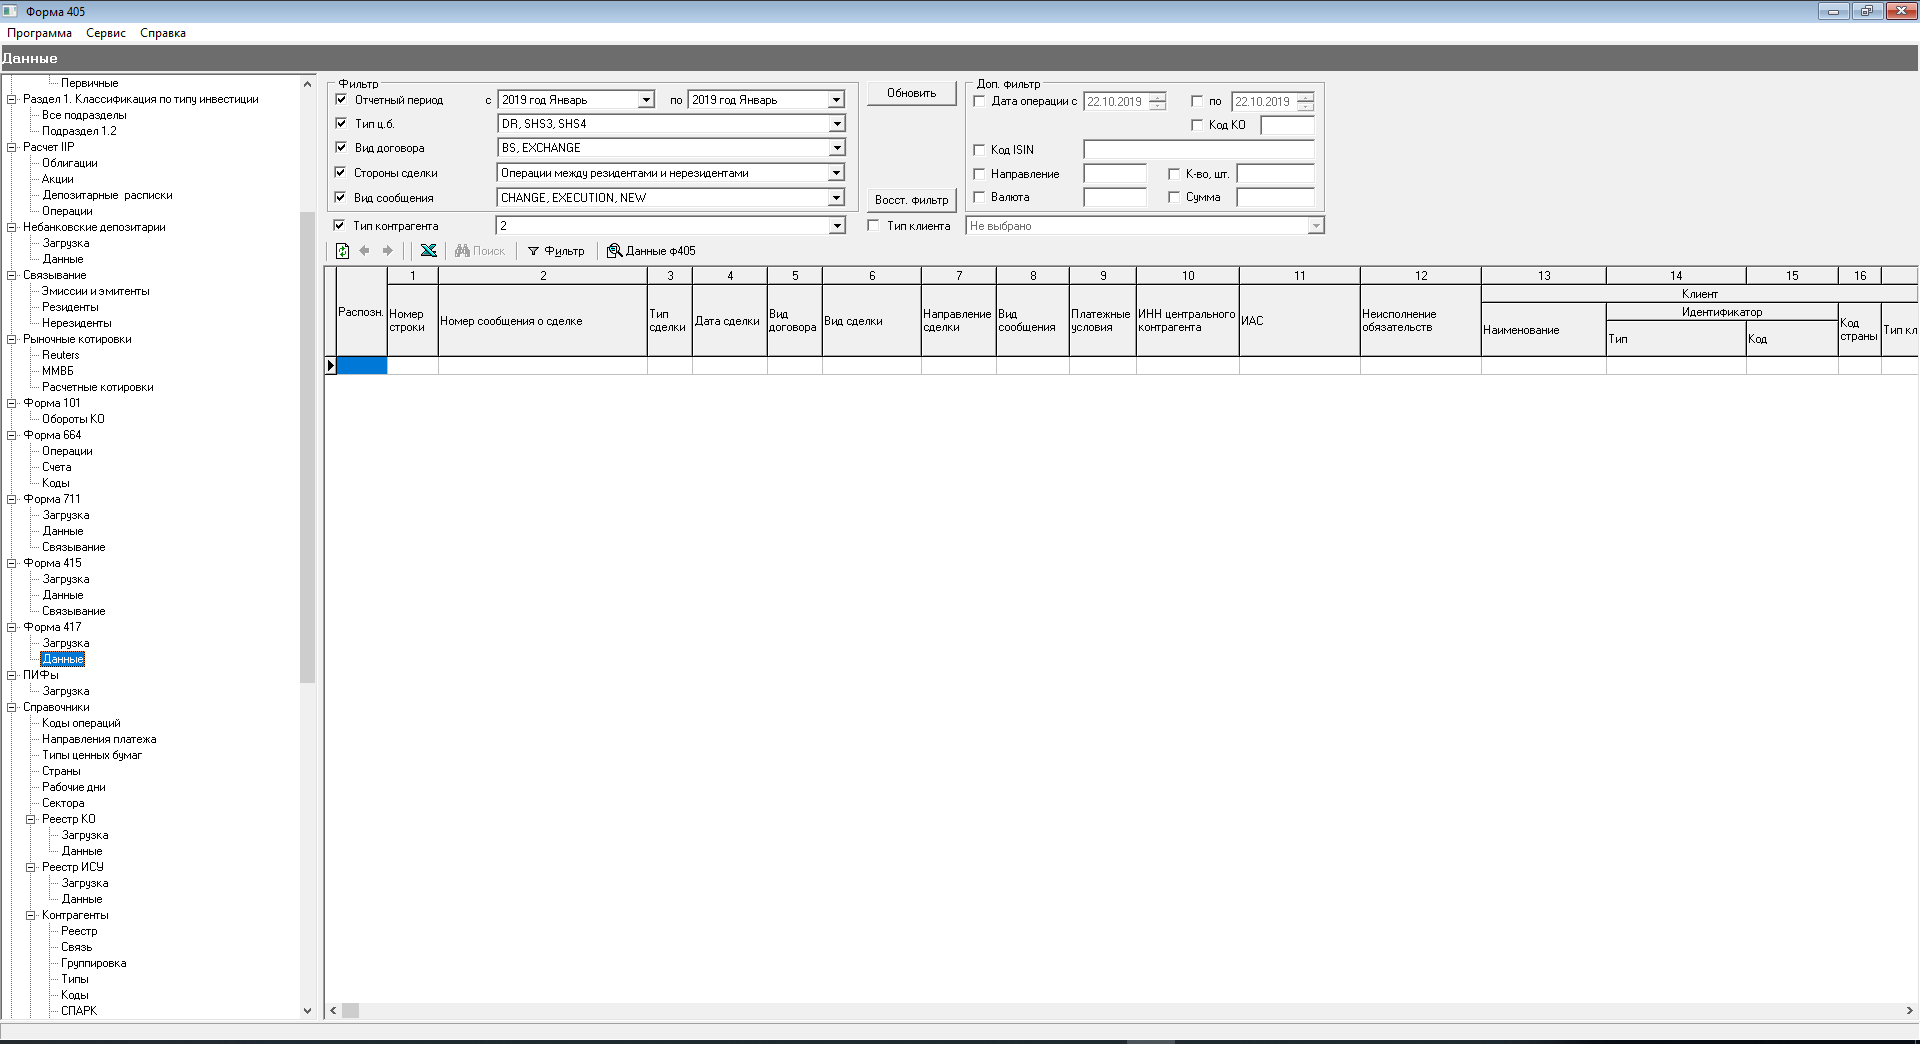 Форма 405
Программа Сервис Справка
Данные
Первичные
Раздел 1. Классификация по типу инвестиции
Все подразделы
Подраздел 1.2
Расчет IIP
Облигации
Акции
Депозитарные расписки
Операции
Небанковские депозитарии
Загрузка
Данные
Связывание
Эмиссии и эмитенты
Резиденты
Нерезиденты
Рыночные котировки
Reuters
ММВБ
Расчетные котировки
Форма 101
Обороты КО
Форма 664
Операции
Счета
Коды
Форма 711
Загрузка
Данные
Связывание
Форма 415
Загрузка
Данные
Связывание
Форма 417
Загрузка
Данные
ПИФы
Загрузка
Справочники
Коды операций
Направления платежа
Типы ценных бумаг
Страны
Рабочие дни
Сектора
Реестр КО
Загрузка
Данные
Реестр ИСУ
Загрузка
Данные
Контрагенты
Реестр
Связь
Группировка
Типы
Коды
СПАРК
Фильтр
Отчетный период с 2019 год Январь по 2019 год Январь
Тип ц.б. DR, SHS3, SHS4
Вид договора BS, EXCHANGE
Стороны сделки Операции между резидентами и нерезидентами
Вид сообщения CHANGE, EXECUTION, NEW
Тип контрагента 2
Обновить
Восст. фильтр
Доп. фильтр
Дата операции с 22.10.2019 по 22.10.2019
Код КО
Код ISIN
Направление К-во, шт.
Валюта Сумма
Тип клиента Не выбрано
Поиск Фильтр Данные ф405
1 2 3 4 5 6 7 8 9 10 11 12 13 14 15 16
Распозн.
Номер строки
Номер сообщения о сделке
Тип сделки
Дата сделки
Вид договора
Вид сделки
Направление сделки
Вид сообщения
Платежные условия
ИНН центрального контрагента
ИАС
Неисполнение обязательств
Клиент
Наименование
Идентификатор
Тип
Код
Код страны
Тип кл